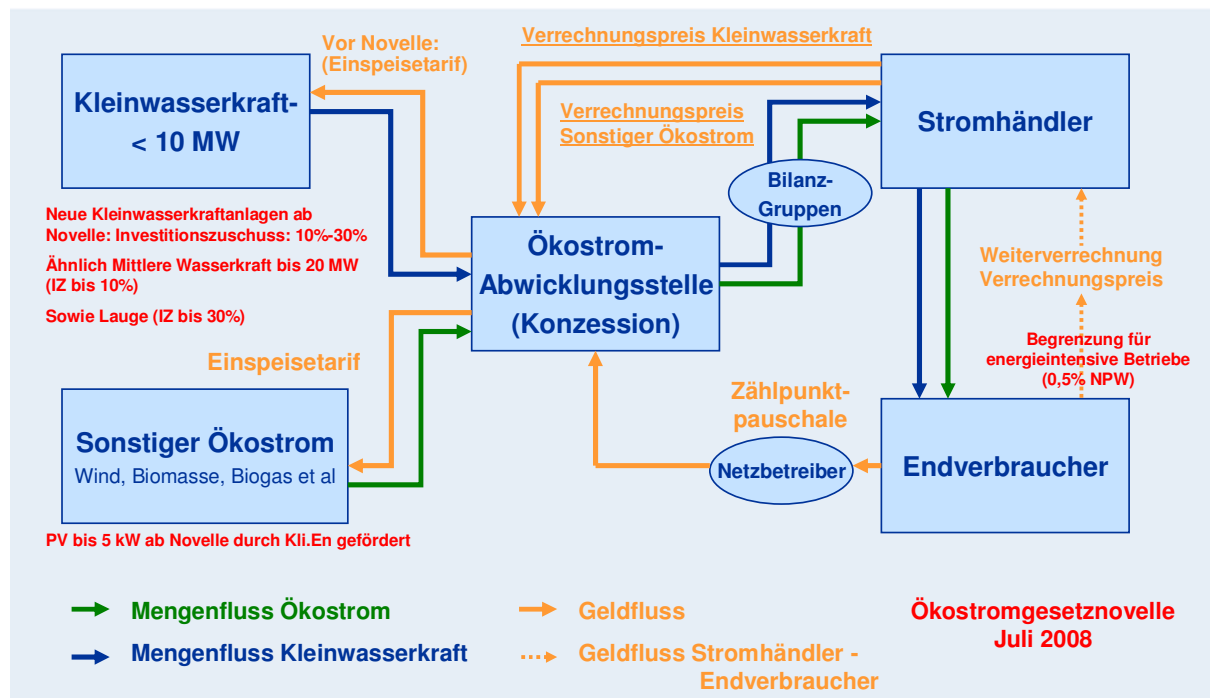 Vor Novelle:
(Einspeisetarif)
Verrechnungspreis Kleinwasserkraft
Kleinwasserkraft-
< 10 MW
Verrechnungspreis
Sonstiger Ökostrom
Stromhändler
Bilanz-
Gruppen
Neue Kleinwasserkraftanlagen ab
Novelle: Investitionszuschuss: 10%-30%
Ähnlich Mittlere Wasserkraft bis 20 MW
(IZ bis 10%)
Sowie Lauge (IZ bis 30%)
Ökostrom-
Abwicklungsstelle
(Konzession)
Weiterverrechnung
Verrechnungspreis
Begrenzung für
energieintensive Betriebe
(0,5% NPW)
Einspeisetarif
Zählpunkt-
pauschale
Sonstiger Ökostrom
Wind, Biomasse, Biogas et al
Netzbetreiber
Endverbraucher
PV bis 5 kW ab Novelle durch Kli.En gefördert
Mengenfluss Ökostrom
Mengenfluss Kleinwasserkraft
Geldfluss
Geldfluss Stromhändler -
Endverbraucher
Ökostromgesetznovelle
Juli 2008